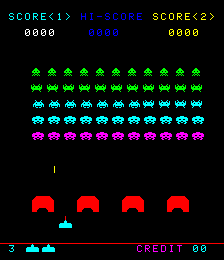 SCORE<1> HI-SCORE SCORE<2>
0000 0000 0000
3 CREDIT 00